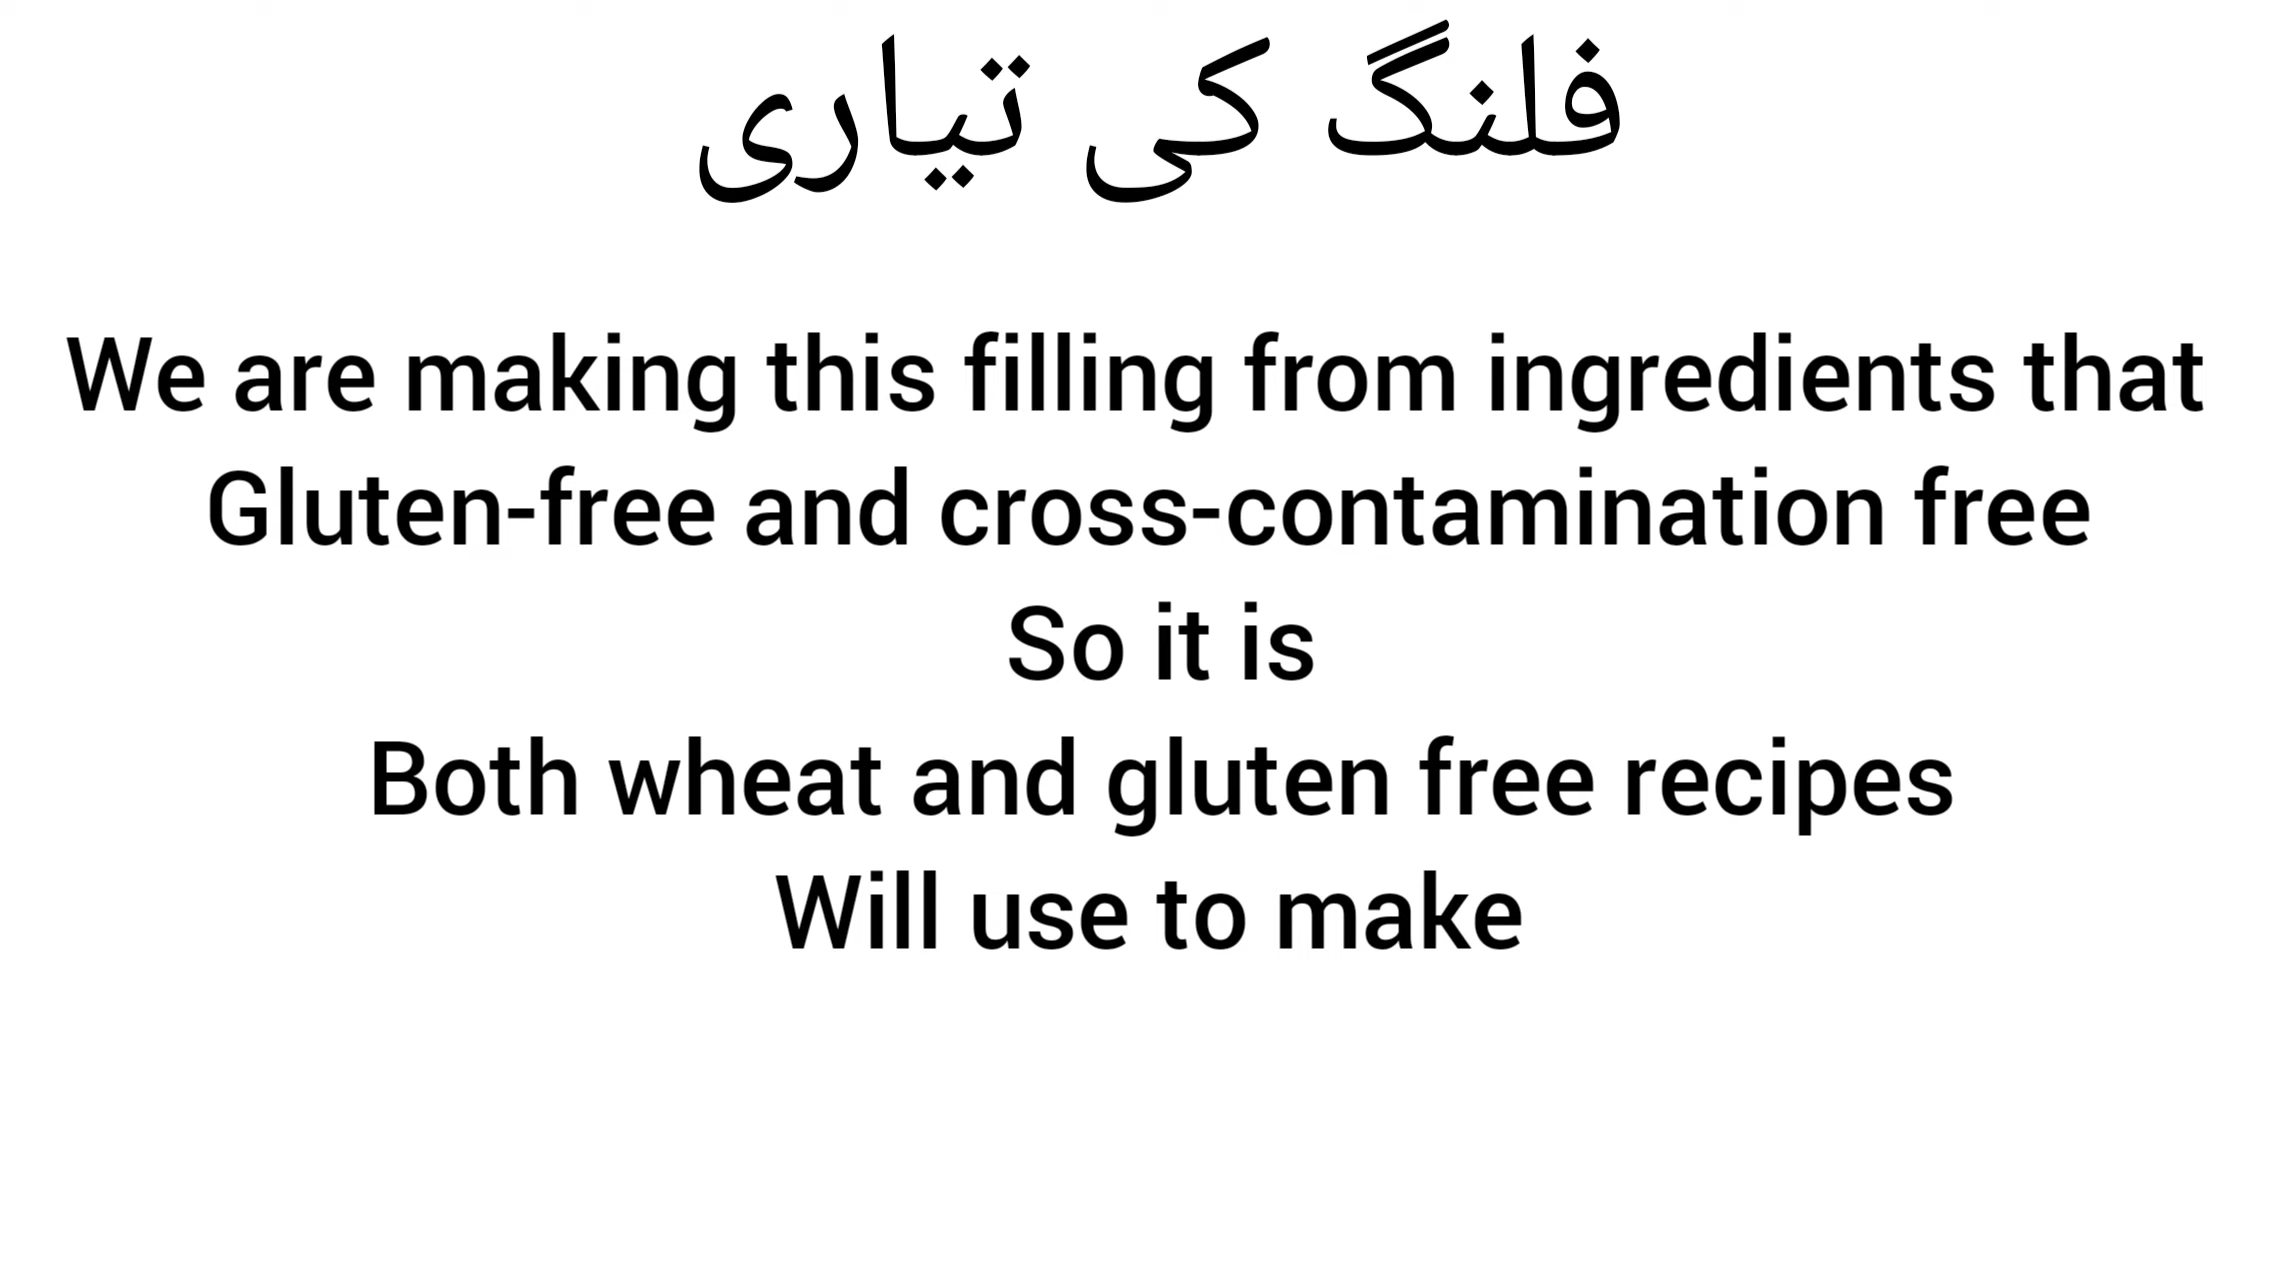 فلنگ کی تیاری
We are making this filling from ingredients that
Gluten-free and cross-contamination free
So it is
Both wheat and gluten free recipes
Will use to make